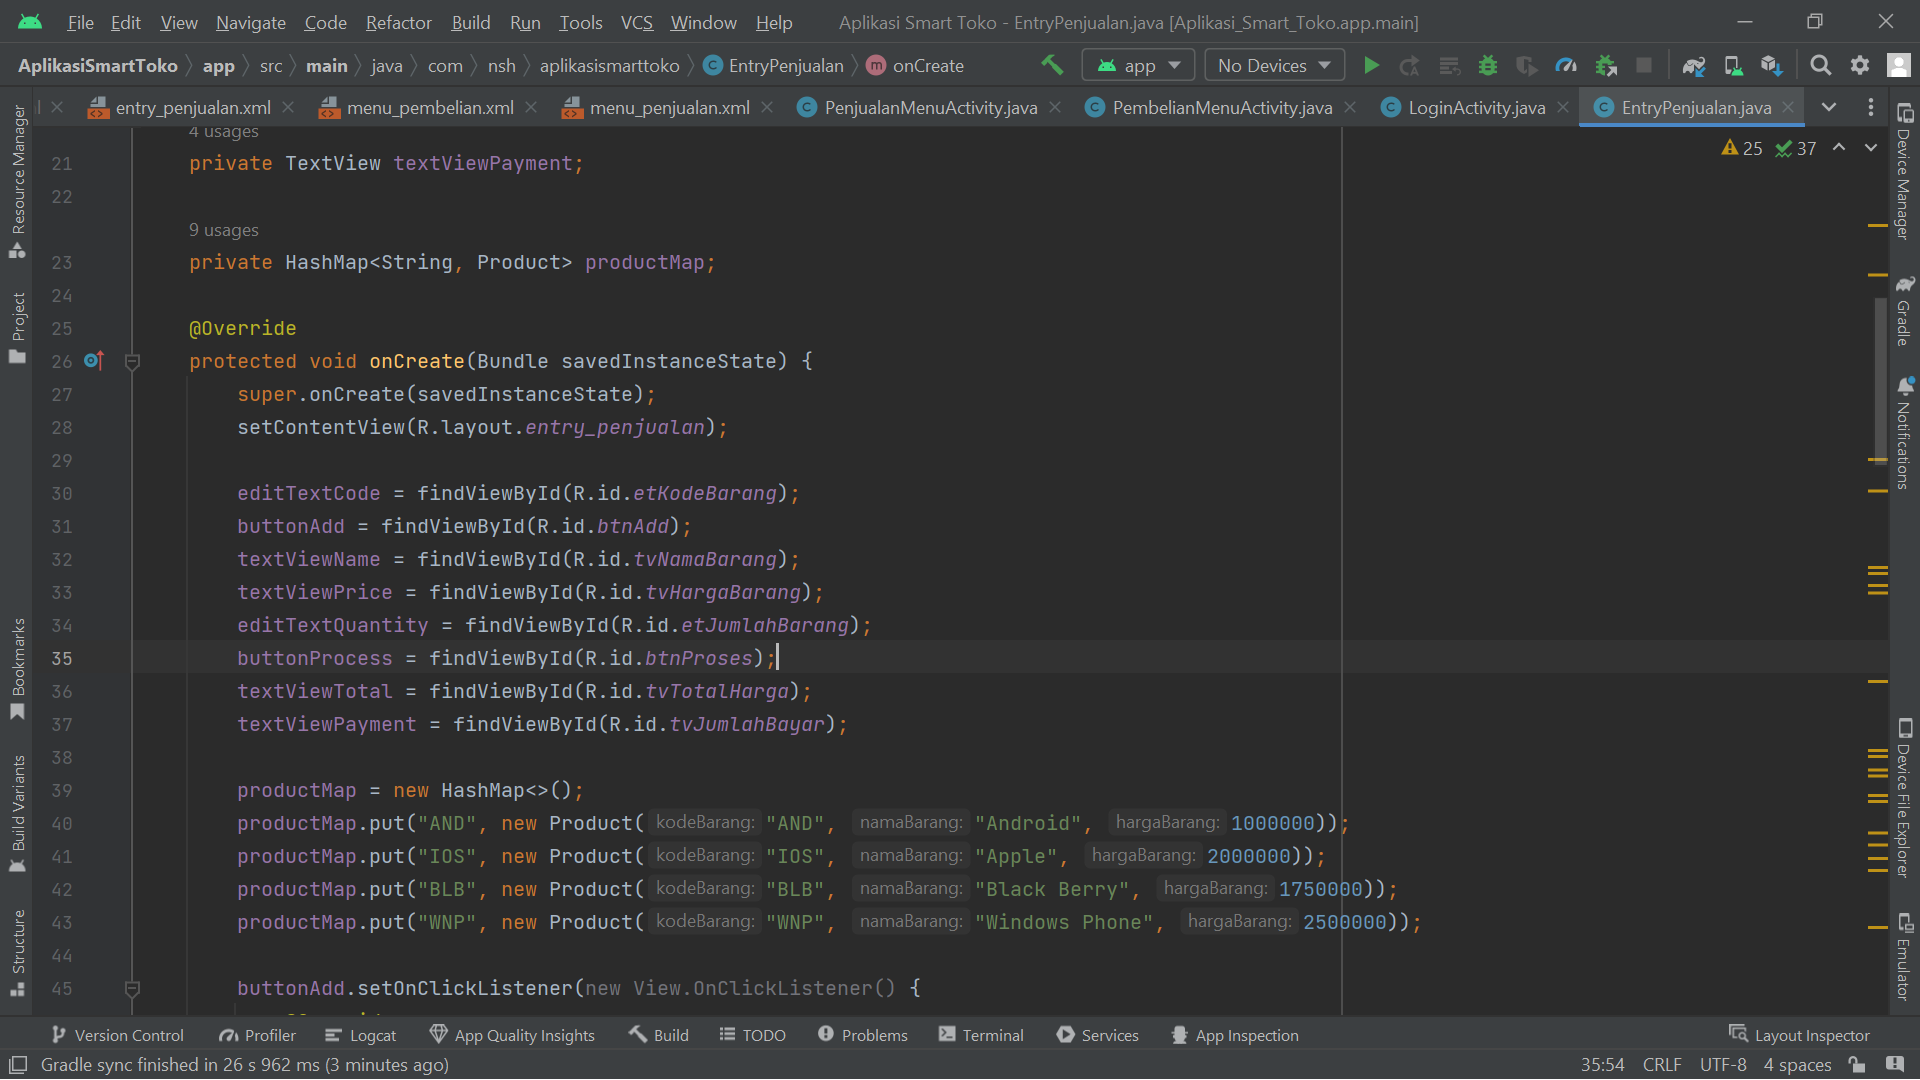 File Edit View Navigate Code Refactor Build Run Tools VCS Window Help Aplikasi Smart Toko - EntryPenjualan.java [Aplikasi_Smart_Toko.app.main]
AplikasiSmartToko app src main java com nsh aplikasismarttoko EntryPenjualan onCreate app No Devices
entry_penjualan.xml menu_pembelian.xml menu_penjualan.xml PenjualanMenuActivity.java PembelianMenuActivity.java LoginActivity.java EntryPenjualan.java
4 usages
25 37
21 private TextView textViewPayment;
22
9 usages
23 private HashMap<String, Product> productMap;
24
25 @Override
26 protected void onCreate(Bundle savedInstanceState) {
27 super.onCreate(savedInstanceState);
28 setContentView(R.layout.entry_penjualan);
29
30 editTextCode = findViewById(R.id.etKodeBarang);
31 buttonAdd = findViewById(R.id.btnAdd);
32 textViewName = findViewById(R.id.tvNamaBarang);
33 textViewPrice = findViewById(R.id.tvHargaBarang);
34 editTextQuantity = findViewById(R.id.etJumlahBarang);
35 buttonProcess = findViewById(R.id.btnProses);
36 textViewTotal = findViewById(R.id.tvTotalHarga);
37 textViewPayment = findViewById(R.id.tvJumlahBayar);
38
39 productMap = new HashMap<>();
40 productMap.put("AND", new Product( kodeBarang: "AND", namaBarang: "Android", hargaBarang: 1000000));
41 productMap.put("IOS", new Product( kodeBarang: "IOS", namaBarang: "Apple", hargaBarang: 2000000));
42 productMap.put("BLB", new Product( kodeBarang: "BLB", namaBarang: "Black Berry", hargaBarang: 1750000));
43 productMap.put("WNP", new Product( kodeBarang: "WNP", namaBarang: "Windows Phone", hargaBarang: 2500000));
44
45 buttonAdd.setOnClickListener(new View.OnClickListener() {
Resource Manager
Project
Bookmarks
Build Variants
Structure
Device Manager
Gradle
Notifications
Device File Explorer
Emulator
Version Control Profiler Logcat App Quality Insights Build TODO Problems Terminal Services App Inspection Layout Inspector
Gradle sync finished in 26 s 962 ms (3 minutes ago) 35:54 CRLF UTF-8 4 spaces